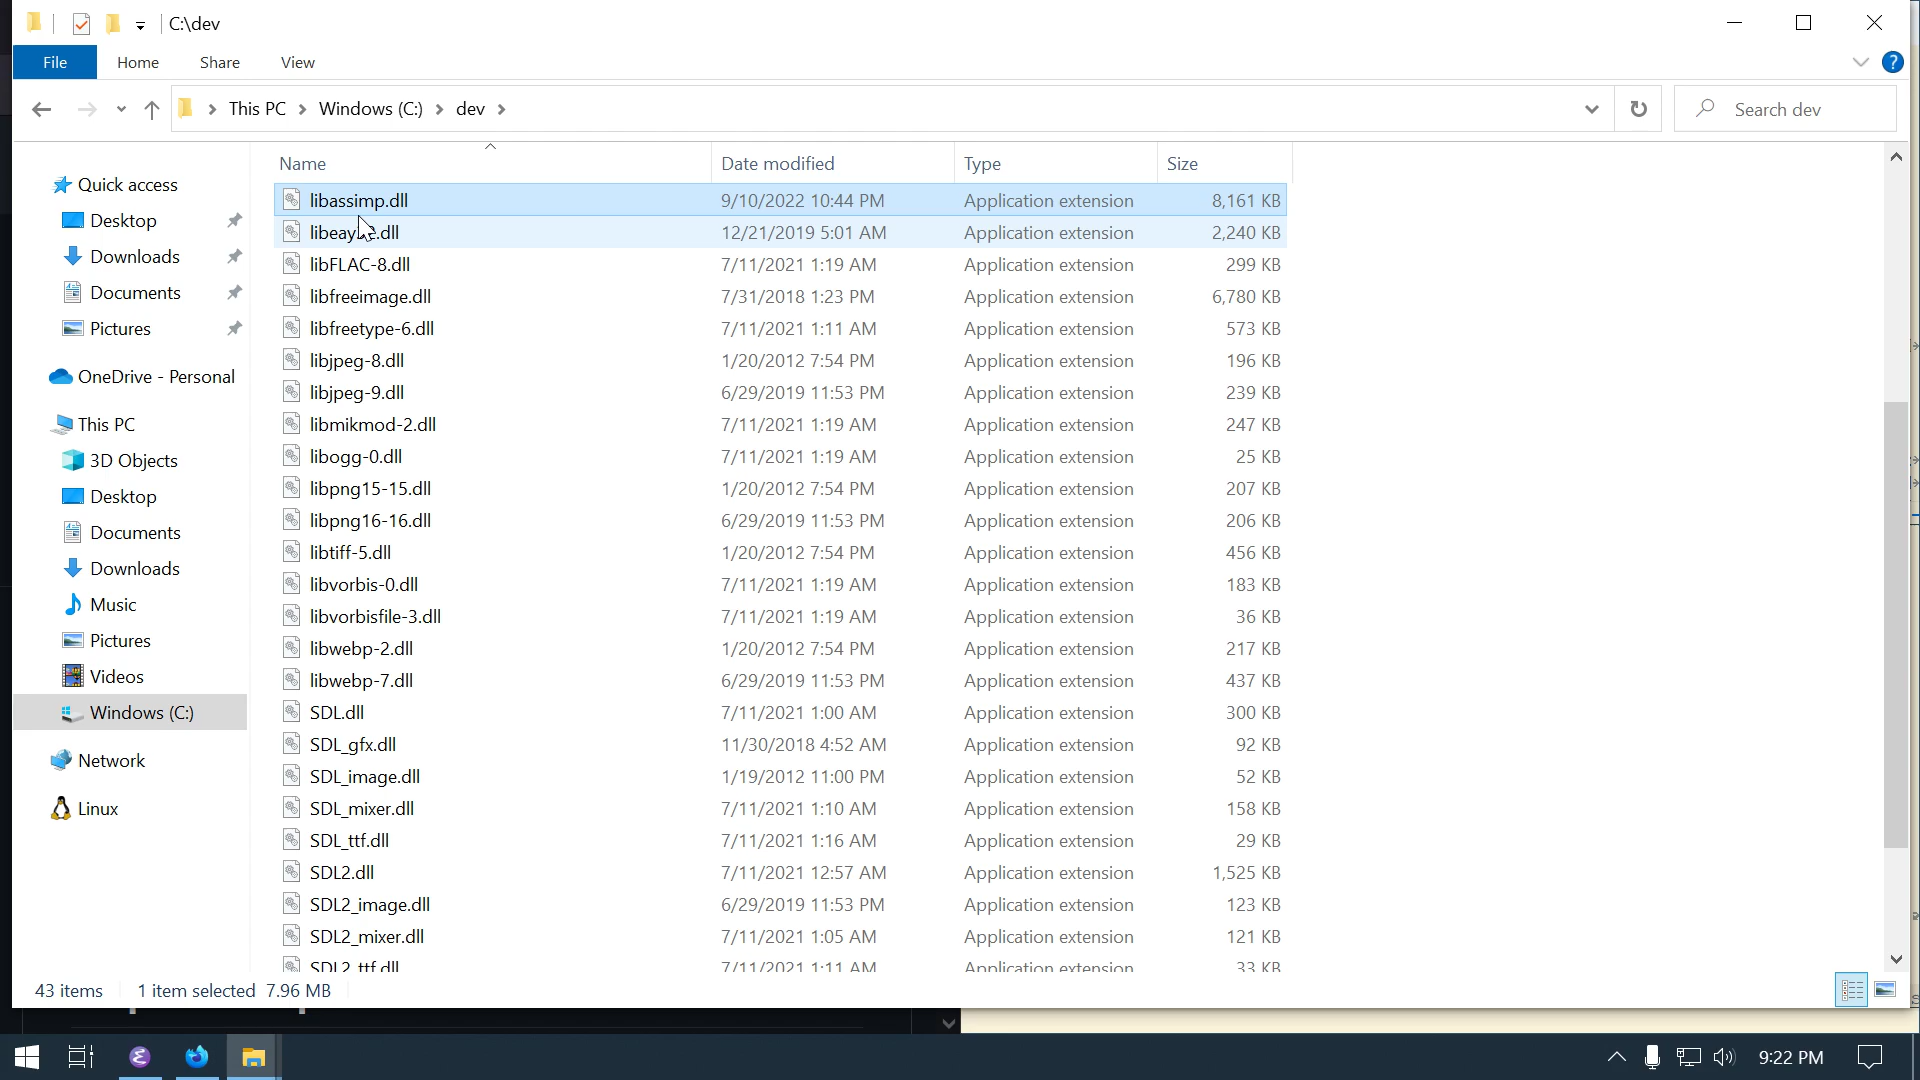 C:\dev
File Home Share View
This PC Windows (C:) dev
Search dev
Name Date modified Type Size
Quick access
Desktop
Downloads
Documents
Pictures
OneDrive - Personal
This PC
3D Objects
Desktop
Documents
Downloads
Music
Pictures
Videos
Windows (C:)
Network
Linux
libassimp.dll 9/10/2022 10:44 PM Application extension 8,161 KB
12/21/2019 5:01 AM Application extension 2,240 KB
libFLAC-8.dll 7/11/2021 1:19 AM Application extension 299 KB
libfreeimage.dll 7/31/2018 1:23 PM Application extension 6,780 KB
libfreetype-6.dll 7/11/2021 1:11 AM Application extension 573 KB
libjpeg-8.dll 1/20/2012 7:54 PM Application extension 196 KB
libjpeg-9.dll 6/29/2019 11:53 PM Application extension 239 KB
libmikmod-2.dll 7/11/2021 1:19 AM Application extension 247 KB
libogg-0.dll 7/11/2021 1:19 AM Application extension 25 KB
libpng15-15.dll 1/20/2012 7:54 PM Application extension 207 KB
libpng16-16.dll 6/29/2019 11:53 PM Application extension 206 KB
libtiff-5.dll 1/20/2012 7:54 PM Application extension 456 KB
libvorbis-0.dll 7/11/2021 1:19 AM Application extension 183 KB
libvorbisfile-3.dll 7/11/2021 1:19 AM Application extension 36 KB
libwebp-2.dll 1/20/2012 7:54 PM Application extension 217 KB
libwebp-7.dll 6/29/2019 11:53 PM Application extension 437 KB
SDL.dll 7/11/2021 1:00 AM Application extension 300 KB
SDL_gfx.dll 11/30/2018 4:52 AM Application extension 92 KB
SDL_image.dll 1/19/2012 11:00 PM Application extension 52 KB
SDL_mixer.dll 7/11/2021 1:10 AM Application extension 158 KB
SDL_ttf.dll 7/11/2021 1:16 AM Application extension 29 KB
SDL2.dll 7/11/2021 12:57 AM Application extension 1,525 KB
SDL2_image.dll 6/29/2019 11:53 PM Application extension 123 KB
SDL2_mixer.dll 7/11/2021 1:05 AM Application extension 121 KB
SDL2_ttf.dll 7/11/2021 1:11 AM Application extension 33 KB
43 items 1 item selected 7.96 MB
9:22 PM